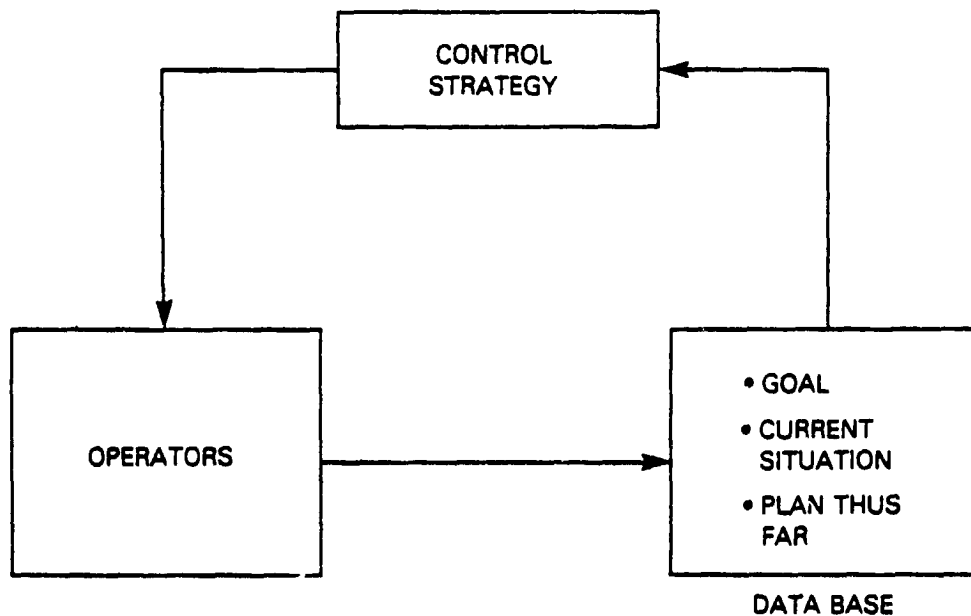 CONTROL
STRATEGY
OPERATORS
• GOAL
• CURRENT
SITUATION
• PLAN THUS
FAR
DATA BASE